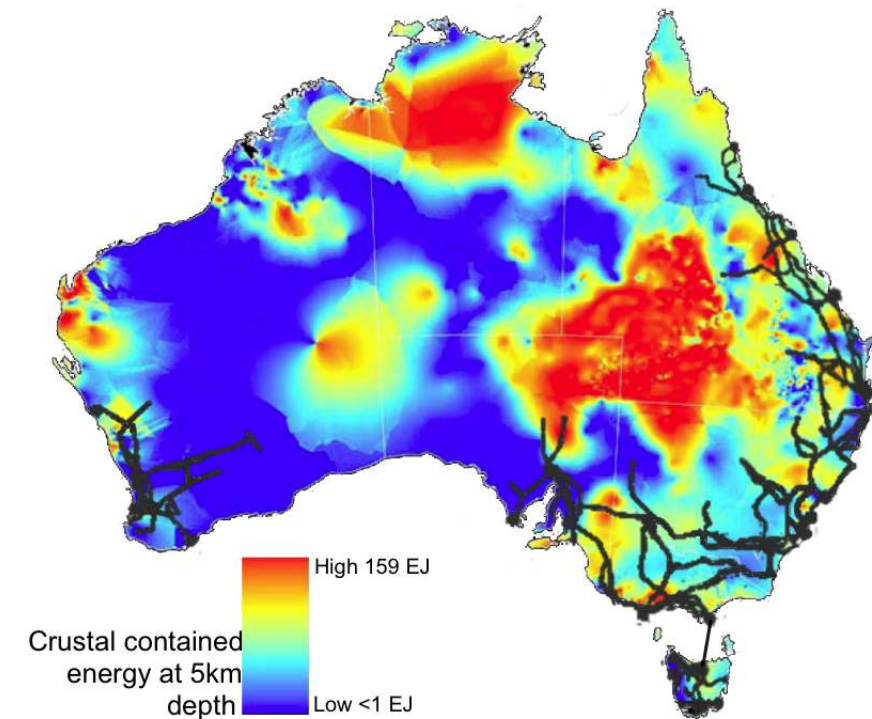 High 159 EJ
Crustal contained
energy at 5km
depth
Low <1 EJ